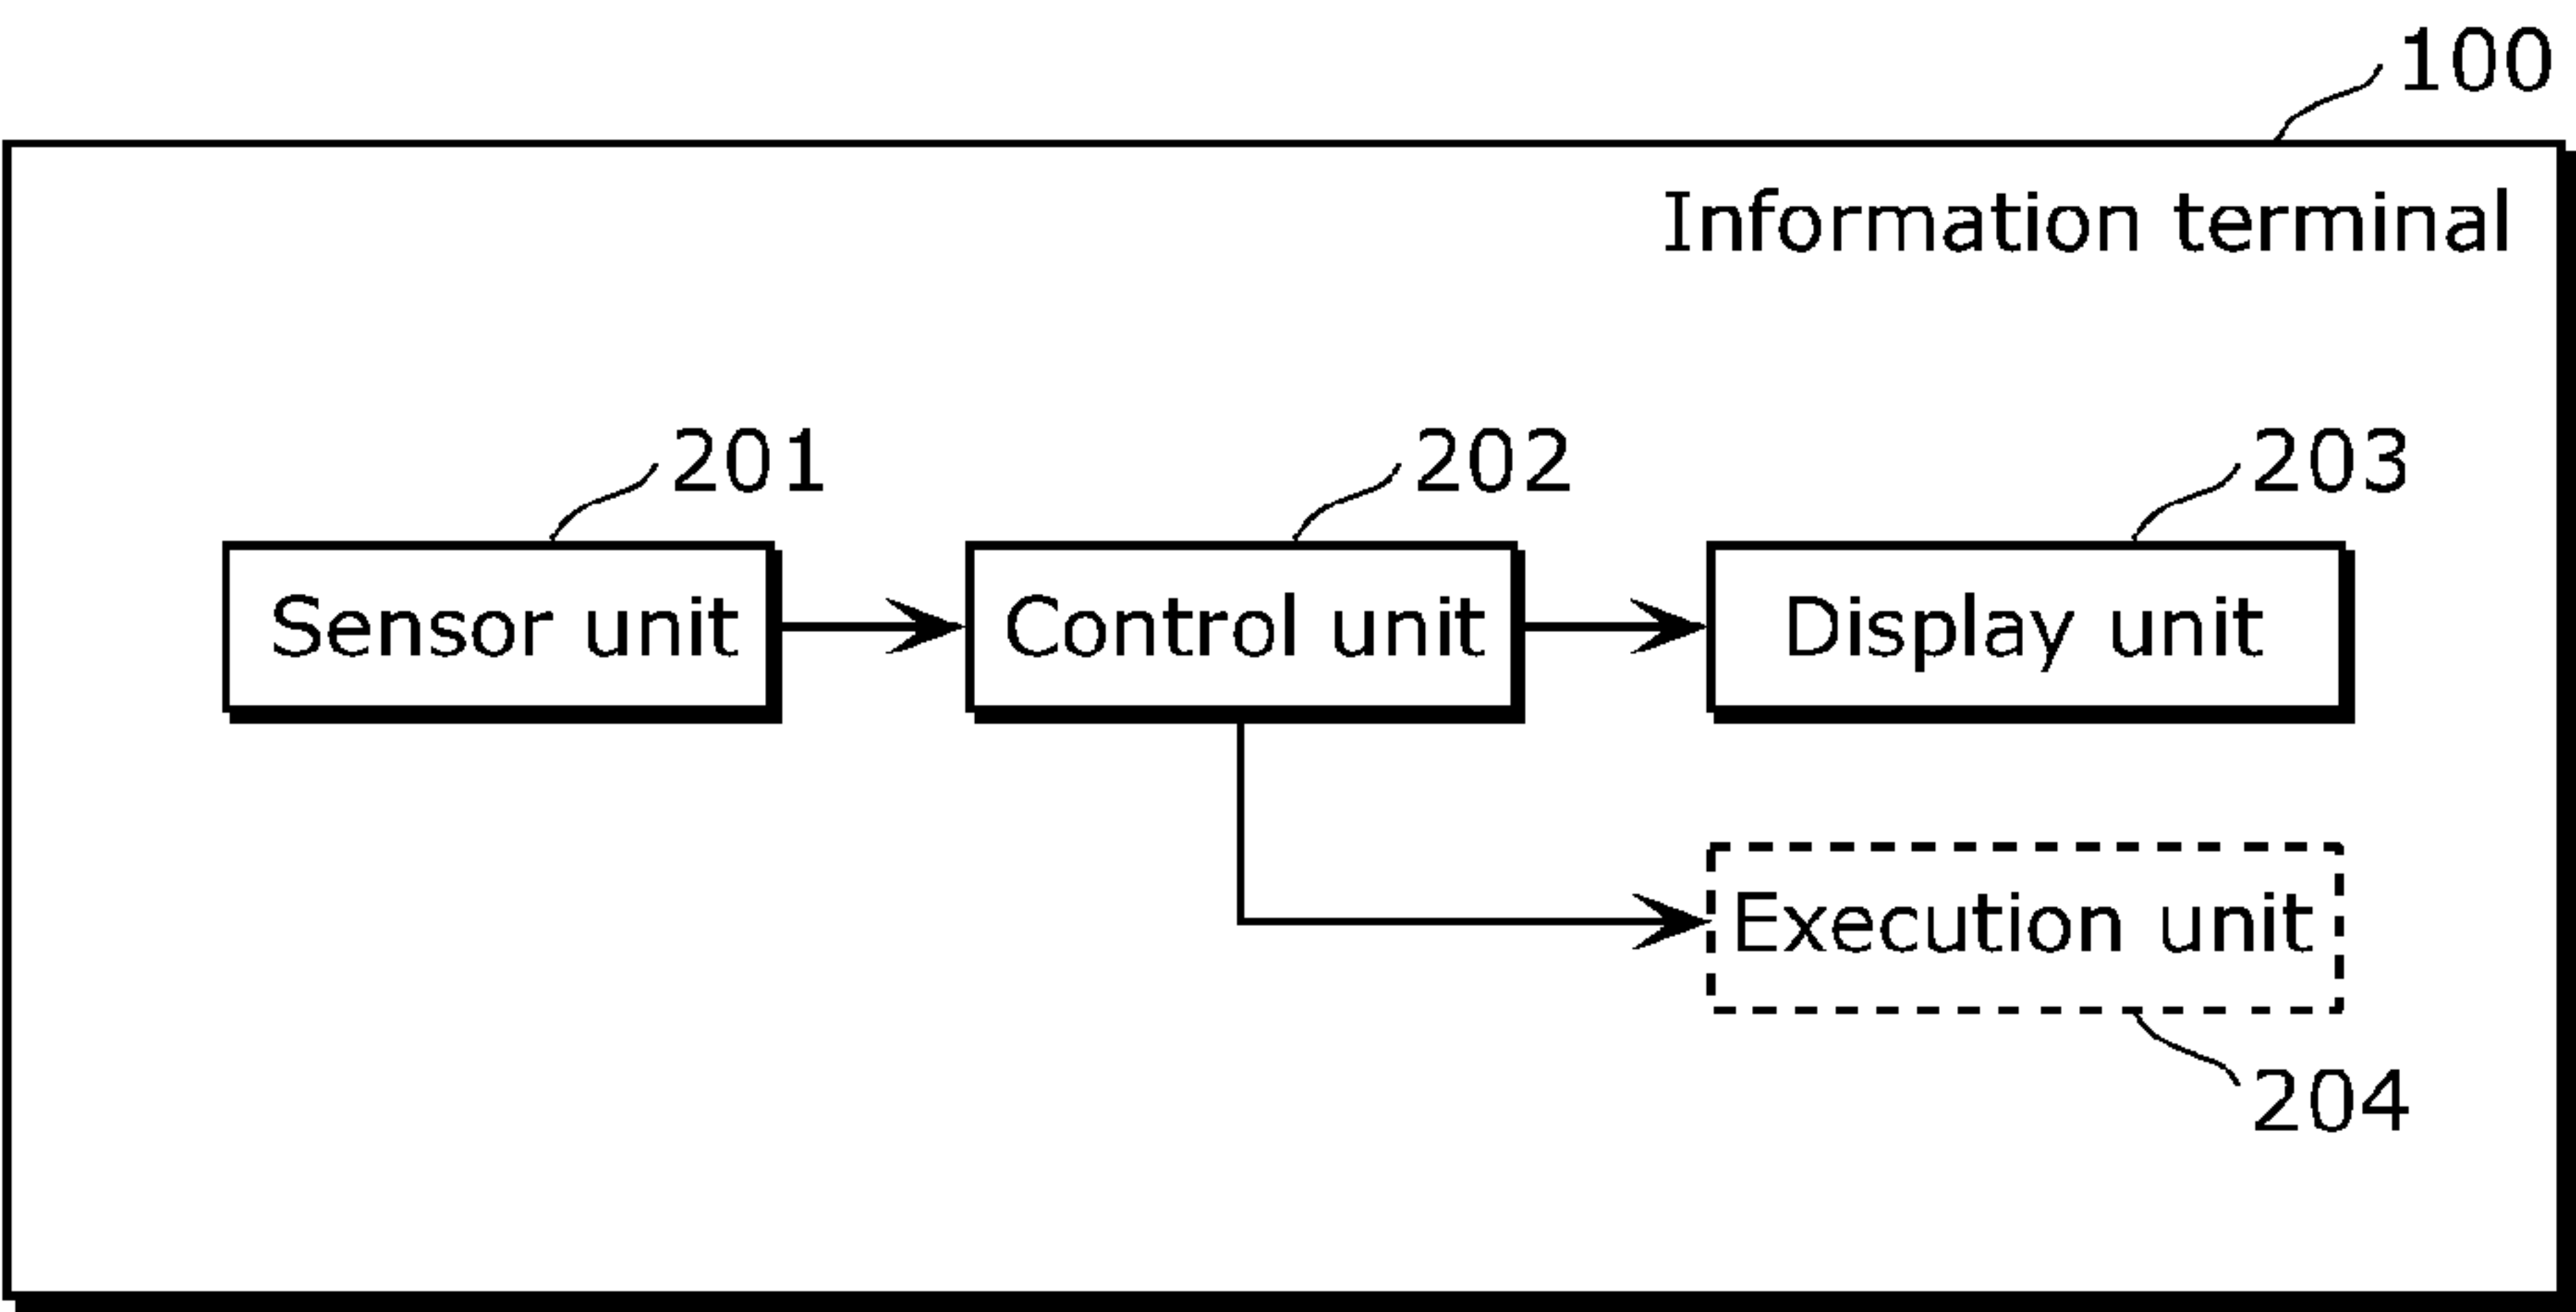 100
Information terminal
201
202
203
Sensor unit
Control unit
Display unit
Execution unit
204